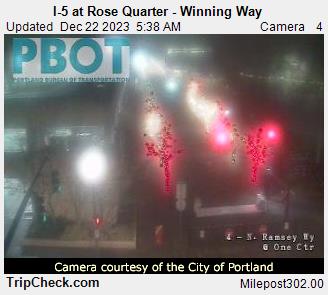 I-5 at Rose Quarter - Winning Way
Updated Dec 22 2023 5:38 AM Camera 4
PBOT
PORTLAND BUREAU OF TRANSPORTATION
4 - N. Ramsey Wy
@ One Ctr
Camera courtesy of the City of Portland
TripCheck.com Milepost302.00